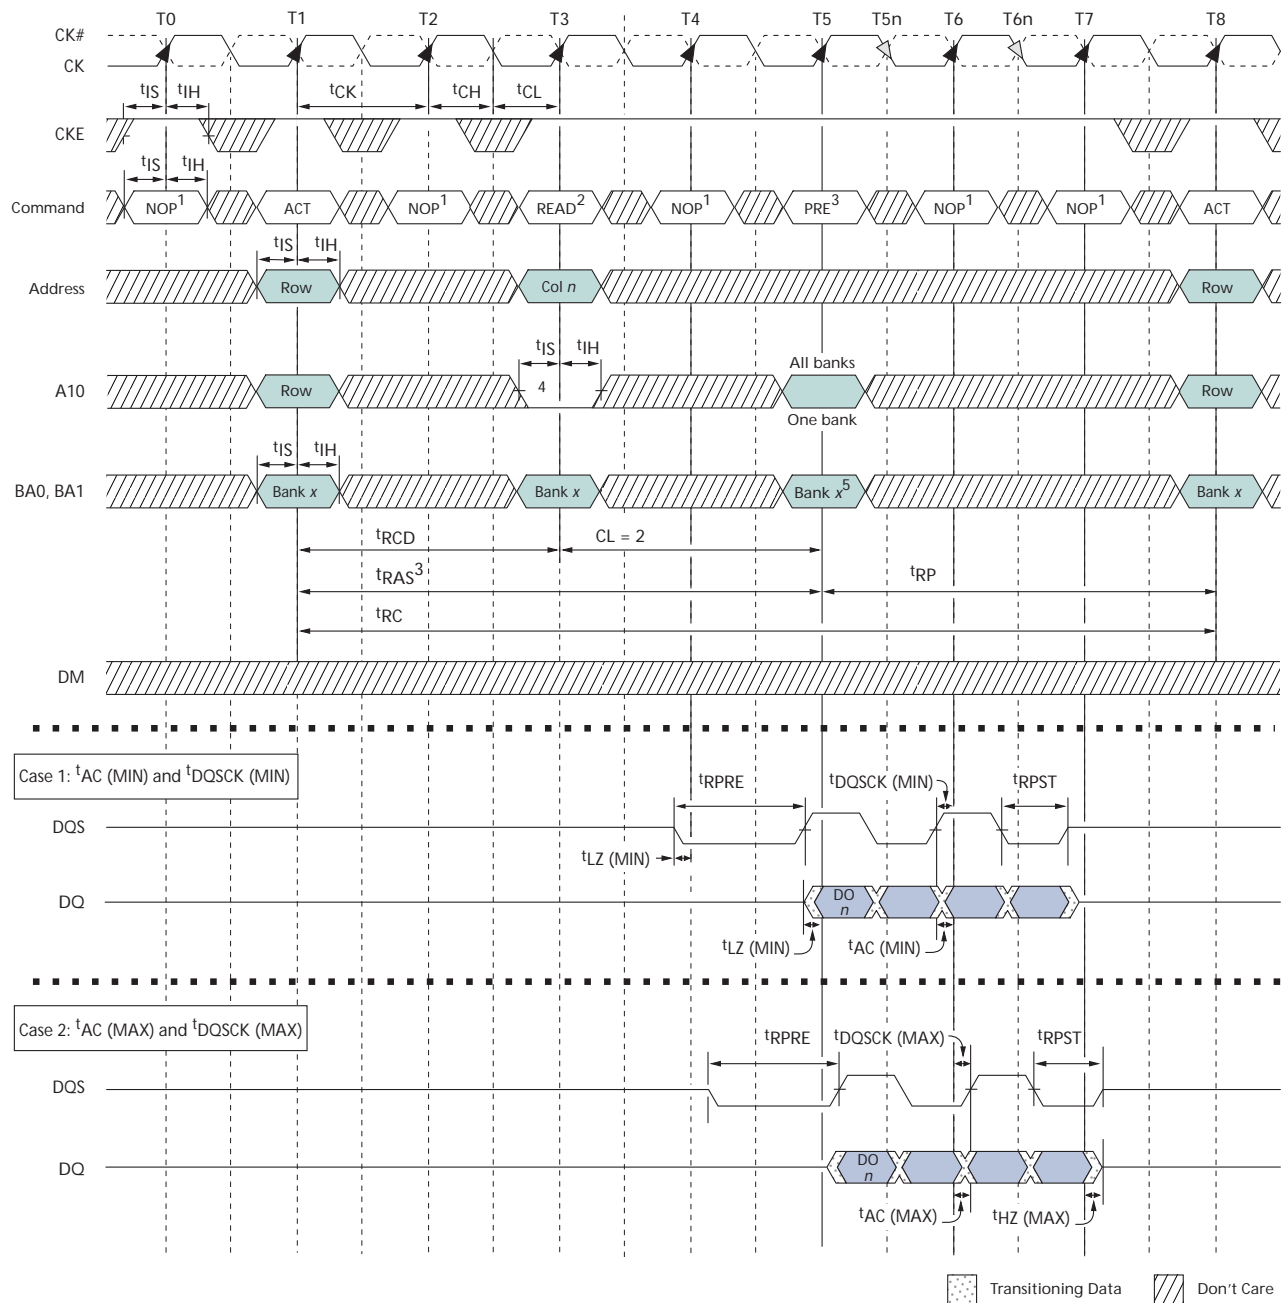 T0 T1 T2 T3 T4 T5 T5n T6 T6n T7 T8
CK#
CK
tIS tIH tCK tCH tCL
CKE
tIS tIH
Command NOP1 ACT NOP1 READ2 NOP1 PRE3 NOP1 NOP1 ACT
tIS tIH
Address Row Col n Row
tIS tIH
All banks
A10 Row 4 Row
One bank
tIS tIH
BA0, BA1 Bank x Bank x Bank x5 Bank x
tRCD CL = 2
tRAS3 tRP
tRC
DM
Case 1: tAC (MIN) and tDQSCK (MIN)
tRPRE tDQSCK (MIN) tRPST
DQS
tLZ (MIN)
DQ DO
n
tLZ (MIN) tAC (MIN)
Case 2: tAC (MAX) and tDQSCK (MAX)
tRPRE tDQSCK (MAX) tRPST
DQS
DQ DO
n
tAC (MAX) tHZ (MAX)
Transitioning Data Don't Care